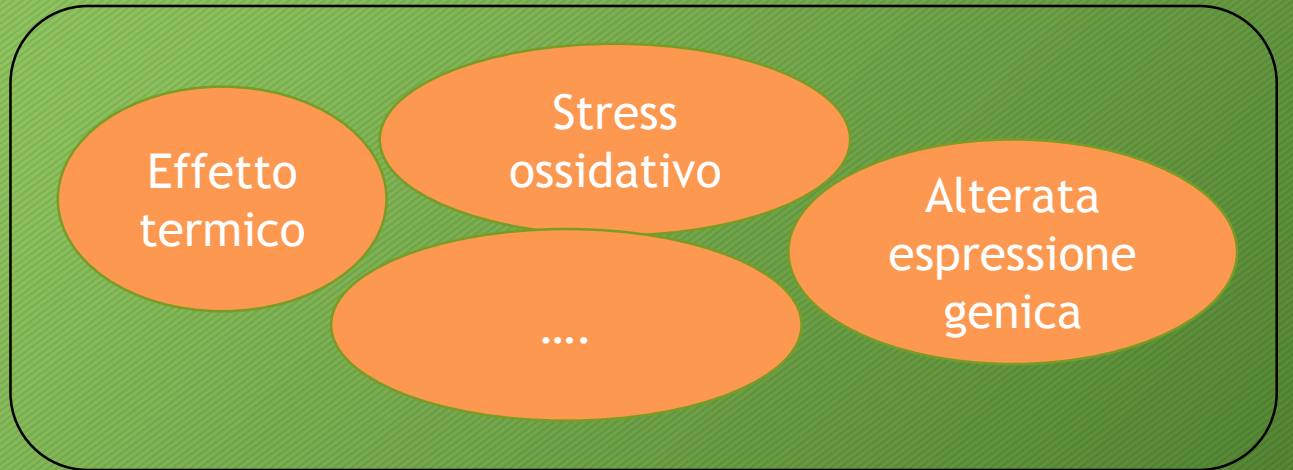 Effetto
termico
Stress
ossidativo
Alterata
espressione
genica
....